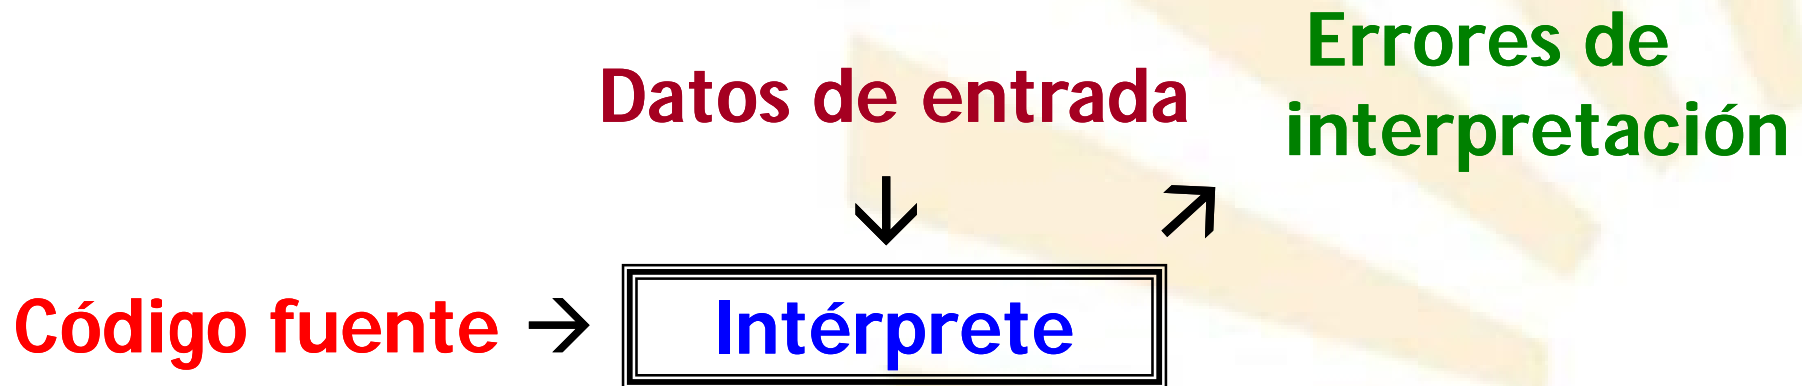 Errores de
interpretación
Datos de entrada
↓ ↗
Código fuente → Intérprete